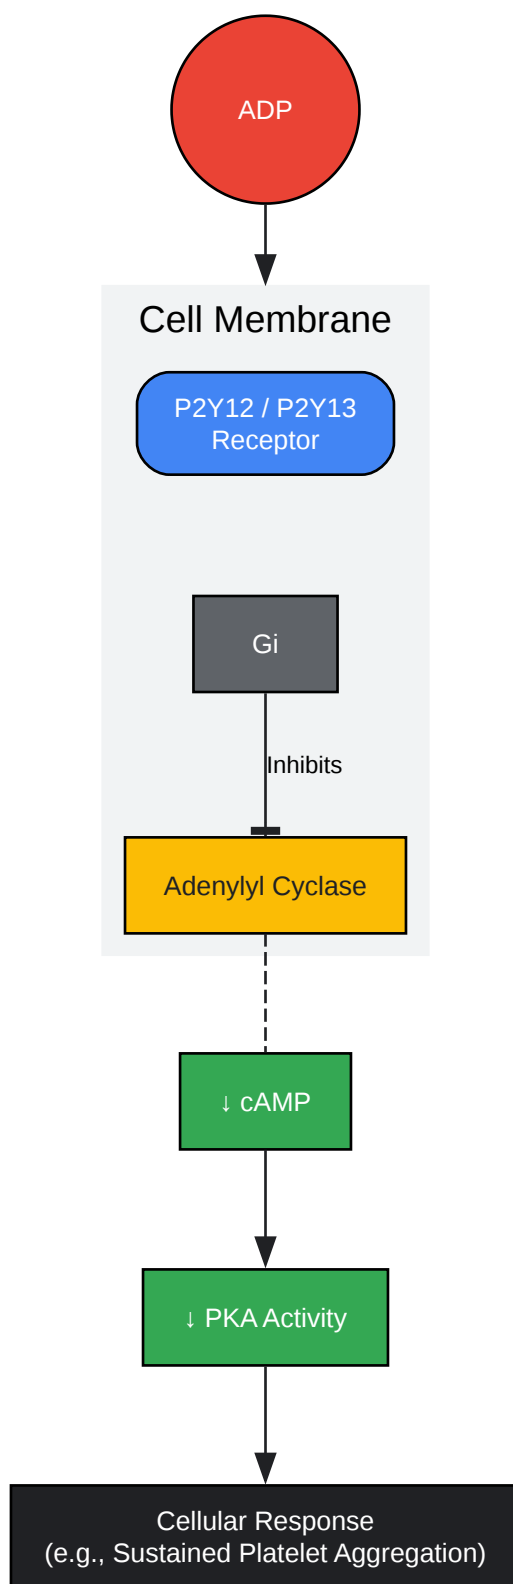 ADP
Cell Membrane
P2Y12 / P2Y13
Receptor
Gi
Inhibits
Adenylyl Cyclase
↓ cAMP
↓ PKA Activity
Cellular Response
(e.g., Sustained Platelet Aggregation)